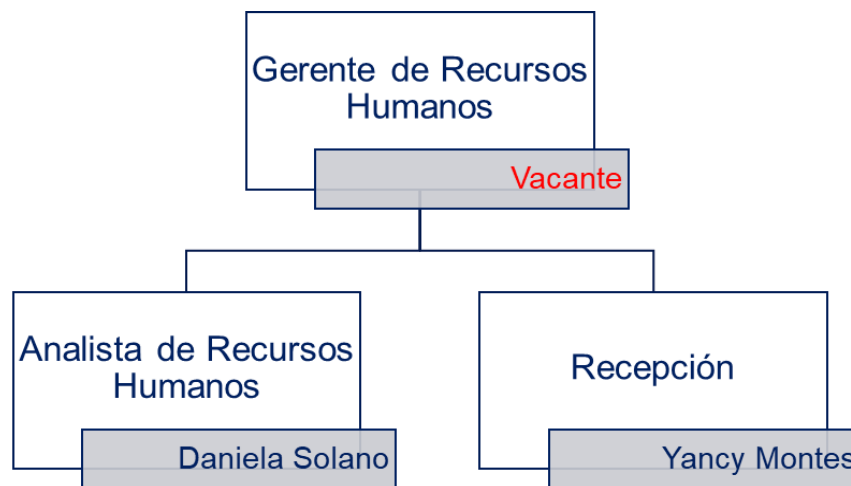 Gerente de Recursos
Humanos
Vacante
Analista de Recursos
Humanos
Daniela Solano
Recepción
Yancy Montes